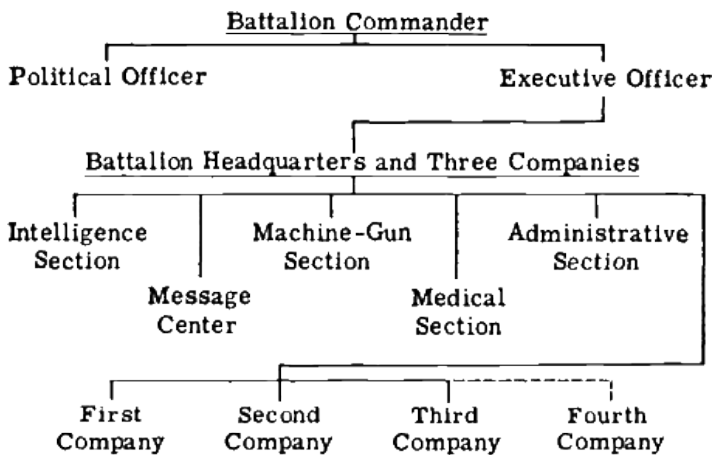 Battalion Commander
Political Officer
Executive Officer
Battalion Headquarters and Three Companies
Intelligence
Section
Machine-Gun
Section
Administrative
Section
Message
Center
Medical
Section
First
Company
Second
Company
Third
Company
Fourth
Company